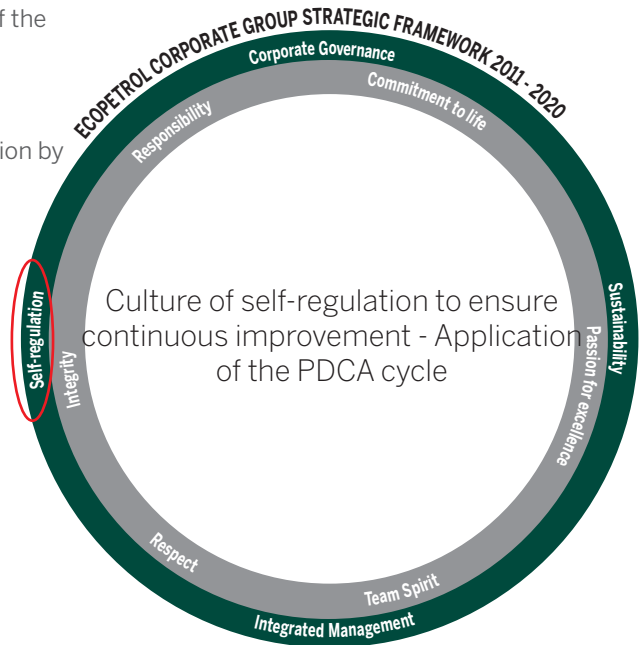 f the
ion by
ECOPETROL CORPORATE GROUP STRATEGIC FRAMEWORK 2011 - 2020
Corporate Governance
Commitment to life
Responsibility
Sustainability
Passion for excellence
Self-regulation
Integrity
Culture of self-regulation to ensure
continuous improvement - Application
of the PDCA cycle
Respect
Team Spirit
Integrated Management